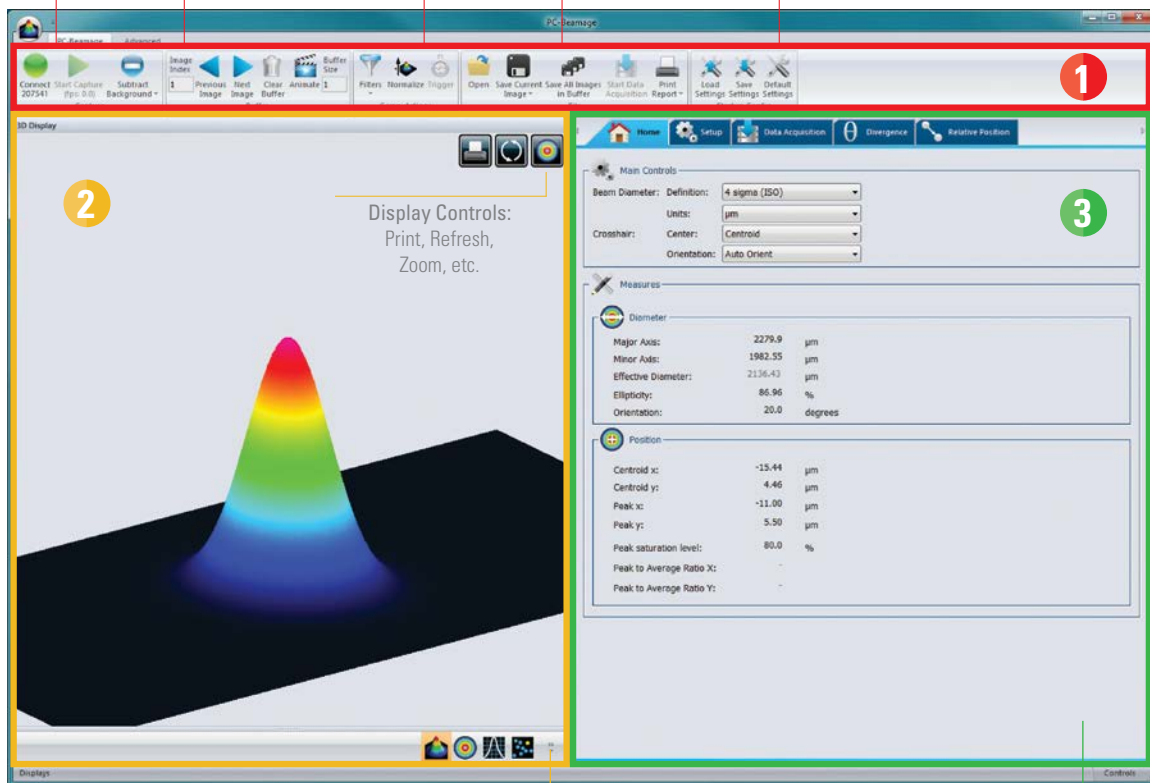 PC-Beamage
PC-Beamage Advanced
Connect
207541
Start Capture
(fps: 0.0)
Subtract
Background
Image
Index
1
Previous
Image
Next
Image
Clear
Buffer
Animate
Buffer
Size
1
Filters
Normalize
Trigger
Open
Save Current
Image
Save All Images
in Buffer
Start Data
Acquisition
Print
Report
Load
Settings
Save
Settings
Default
Settings
1
3D Display
2
Display Controls:
Print, Refresh,
Zoom, etc.
Home
Setup
Data Acquisition
Divergence
Relative Position
3
Main Controls
Beam Diameter: Definition: 4 sigma (ISO)
Units: µm
Crosshair: Center: Centroid
Orientation: Auto Orient
Measures
Diameter
Major Axis: 2279.9 µm
Minor Axis: 1982.55 µm
Effective Diameter: 2136.43 µm
Ellipticity: 86.96 %
Orientation: 20.0 degrees
Position
Centroid x: -15.44 µm
Centroid y: 4.46 µm
Peak x: -11.00 µm
Peak y: 5.50 µm
Peak saturation level: 80.0 %
Peak to Average Ratio X: -
Peak to Average Ratio Y: -
Displays
Controls